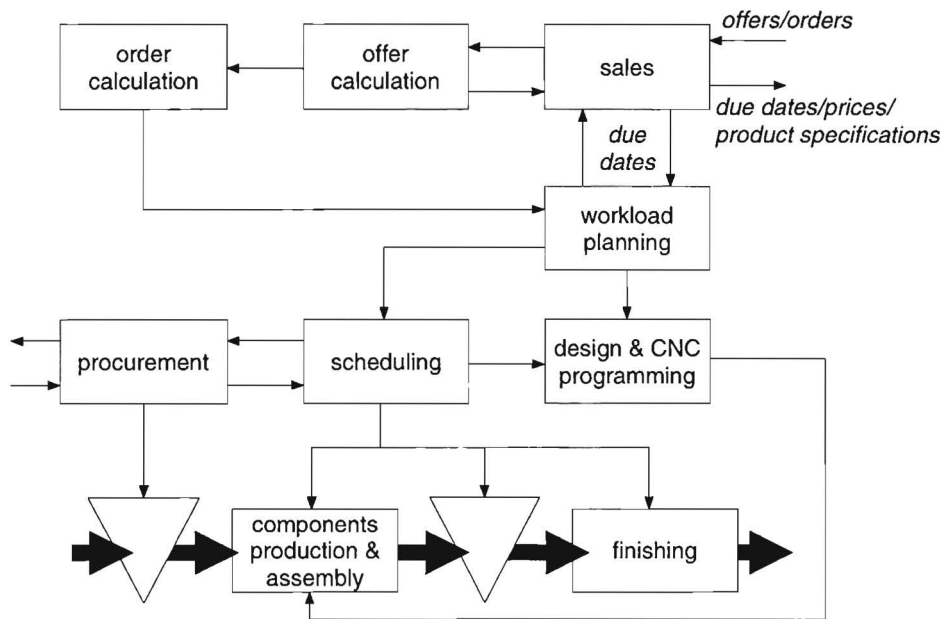 order
calculation
offer
calculation
sales
offers/orders
due dates/prices/
product specifications
due
dates
workload
planning
procurement
scheduling
design & CNC
programming
components
production &
assembly
finishing